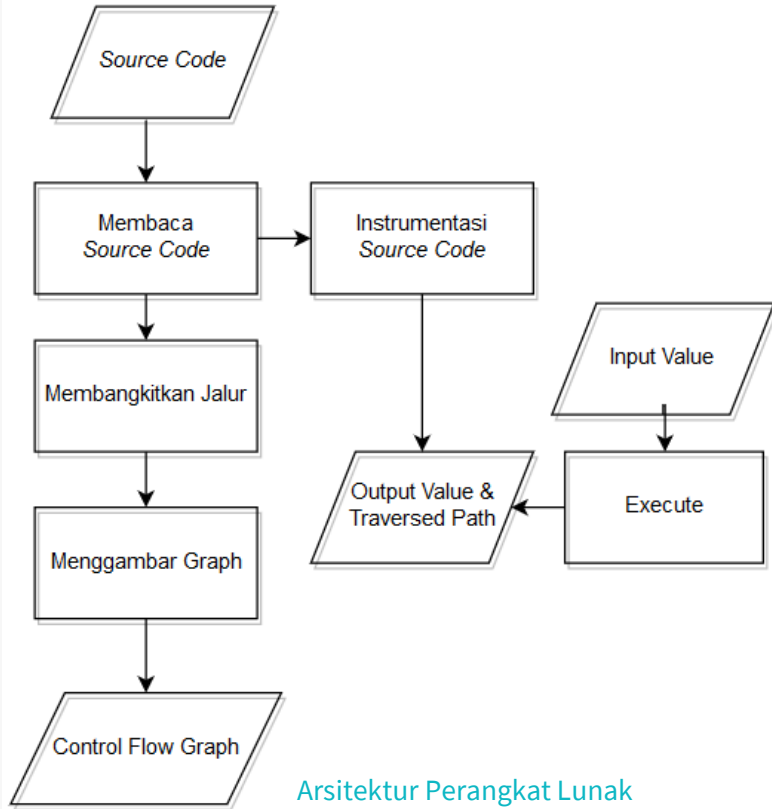 Source Code
Membaca
Source Code
Instrumentasi
Source Code
Input Value
Membangkitkan Jalur
Output Value &
Traversed Path
Execute
Menggambar Graph
Control Flow Graph
Arsitektur Perangkat Lunak